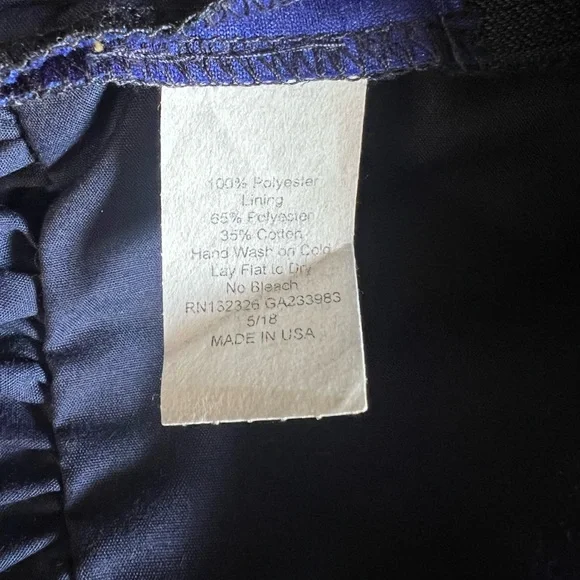 100% Polyester
Lining
65% Polyester
35% Cotton
Hand Wash on Cold
Lay Flat to Dry
No Bleach
RN132326 GA233983
5/18
MADE IN USA